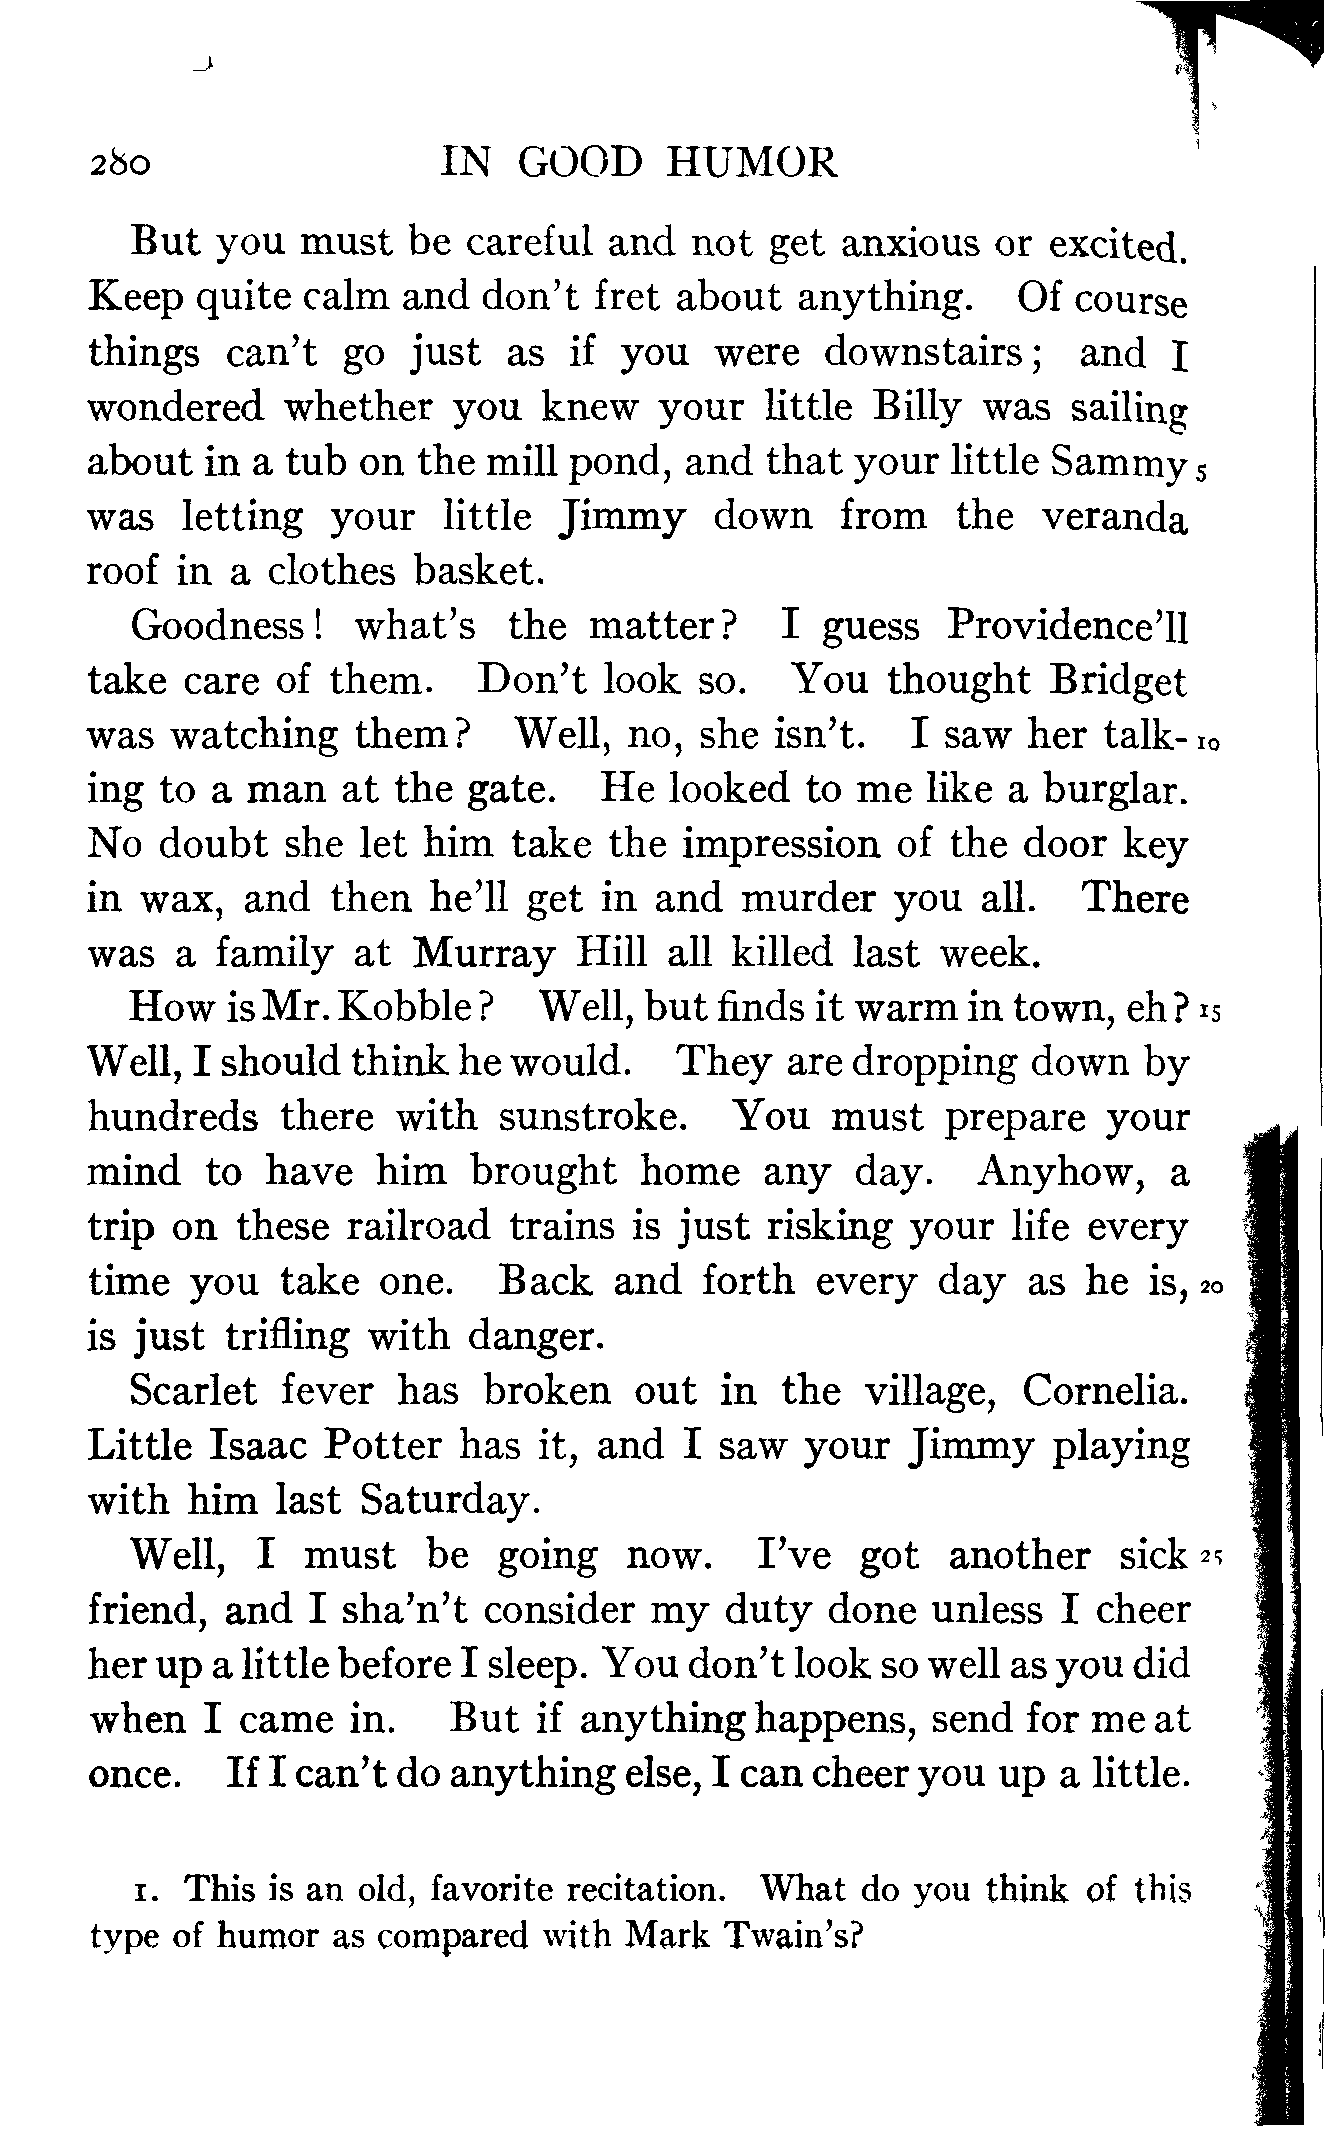 280 IN GOOD HUMOR
But you must be careful and not get anxious or excited.
Keep quite calm and don't fret about anything. Of course
things can't go just as if you were downstairs; and I
wondered whether you knew your little Billy was sailing
about in a tub on the mill pond, and that your little Sammy 5
was letting your little Jimmy down from the veranda
roof in a clothes basket.
Goodness! what's the matter? I guess Providence'll
take care of them. Don't look so. You thought Bridget
was watching them? Well, no, she isn't. I saw her talk- 10
ing to a man at the gate. He looked to me like a burglar.
No doubt she let him take the impression of the door key
in wax, and then he'll get in and murder you all. There
was a family at Murray Hill all killed last week.
How is Mr. Kobble? Well, but finds it warm in town, eh? 15
Well, I should think he would. They are dropping down by
hundreds there with sunstroke. You must prepare your
mind to have him brought home any day. Anyhow, a
trip on these railroad trains is just risking your life every
time you take one. Back and forth every day as he is, 20
is just trifling with danger.
Scarlet fever has broken out in the village, Cornelia.
Little Isaac Potter has it, and I saw your Jimmy playing
with him last Saturday.
Well, I must be going now. I've got another sick 25
friend, and I sha'n't consider my duty done unless I cheer
her up a little before I sleep. You don't look so well as you did
when I came in. But if anything happens, send for me at
once. If I can't do anything else, I can cheer you up a little.
1. This is an old, favorite recitation. What do you think of this
type of humor as compared with Mark Twain's?